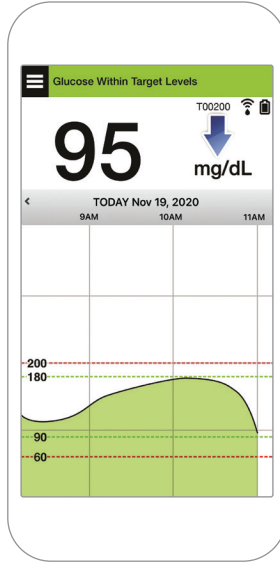 Glucose Within Target Levels
T00200
95
mg/dL
< TODAY Nov 19, 2020
9AM 10AM 11AM
200
180
90
60